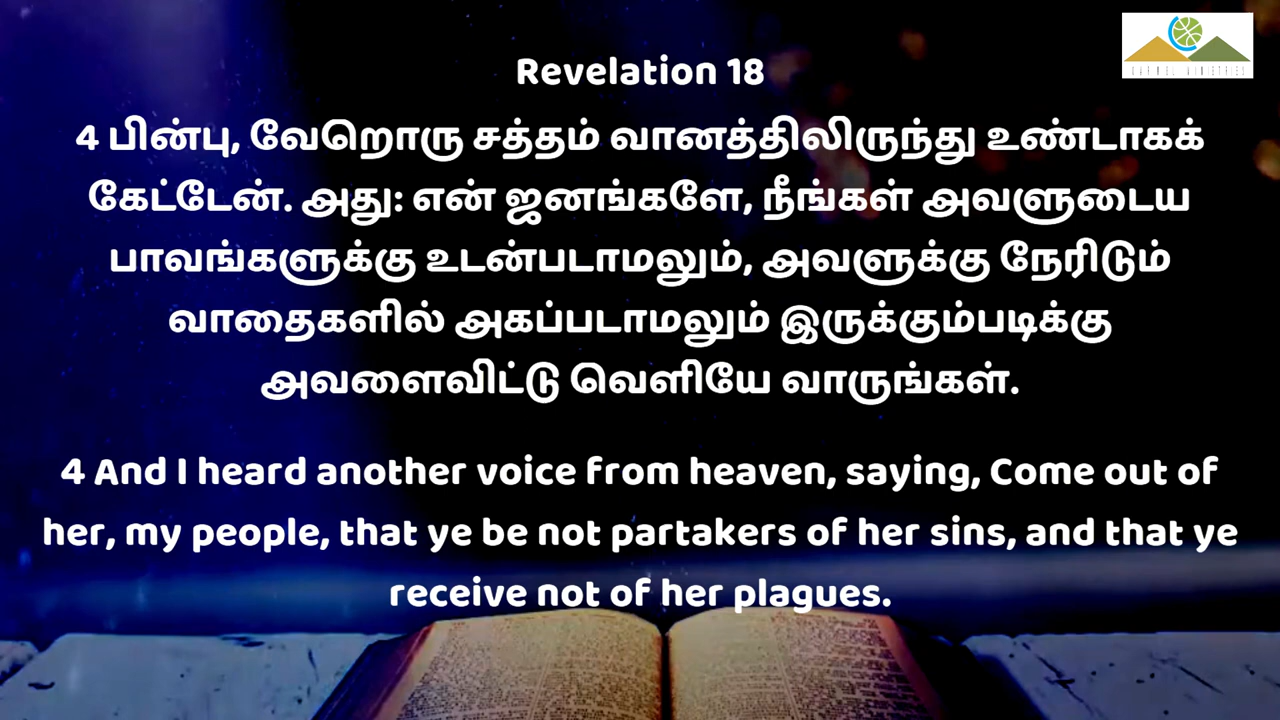 Revelation 18
4 பின்பு, வேறொரு சத்தம் வானத்திலிருந்து உண்டாகக்
கேட்டேன். அது: என் ஜனங்களே, நீங்கள் அவளுடைய
பாவங்களுக்கு உடன்படாமலும், அவளுக்கு நேரிடும்
வாதைகளில் அகப்படாமலும் இருக்கும்படிக்கு
அவளைவிட்டு வெளியே வாருங்கள்.
4 And I heard another voice from heaven, saying, Come out of
her, my people, that ye be not partakers of her sins, and that ye
receive not of her plagues.